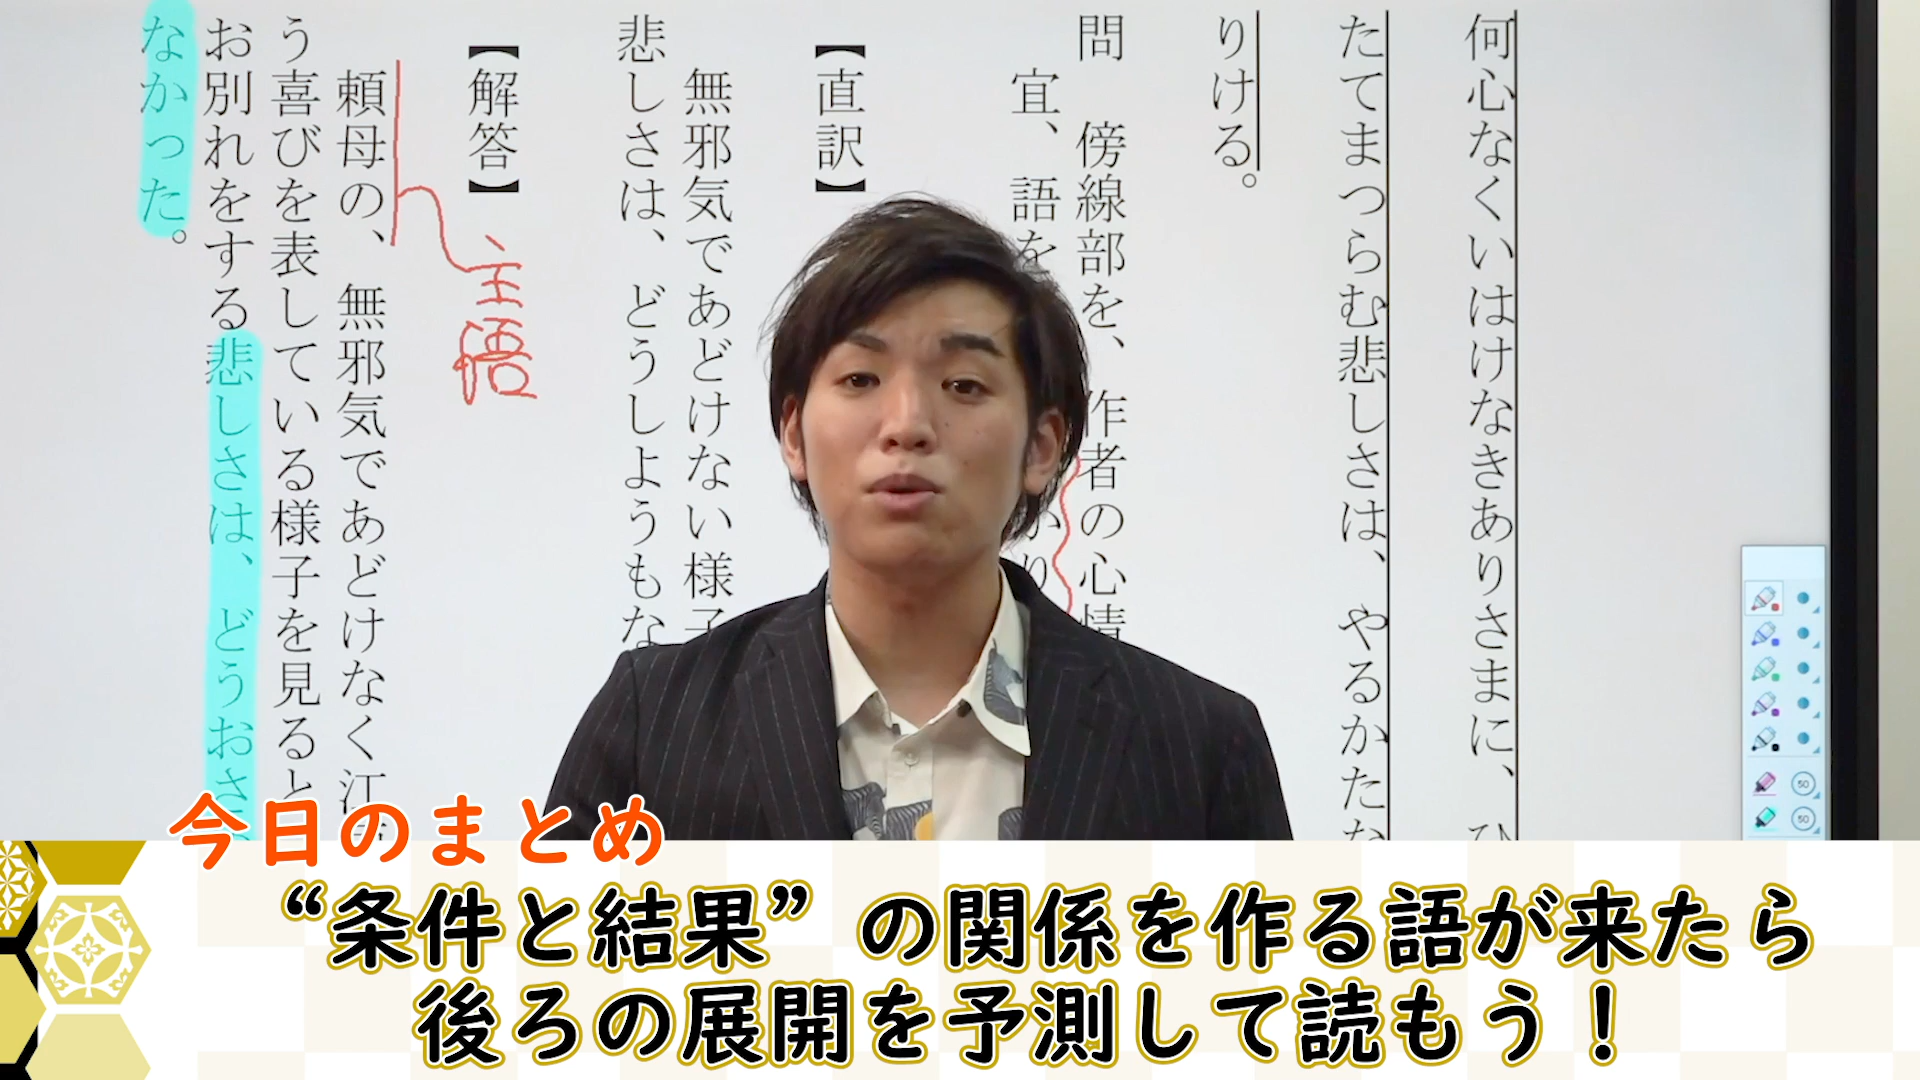 何心なくいはけなきありさまに、ひ
たてまつらむ悲しさは、やるかたな
りける。
問 傍線部を、作者の心情
宜、語を
【直訳】
無邪気であどけない様子
悲しさは、どうしようもな
【解答】
主語
頼母の、無邪気であどけなく江
う喜びを表している様子を見ると
お別れをする悲しさは、どうおさ
なかった。
50
50
今日のまとめ
“条件と結果”の関係を作る語が来たら
後ろの展開を予測して読もう！